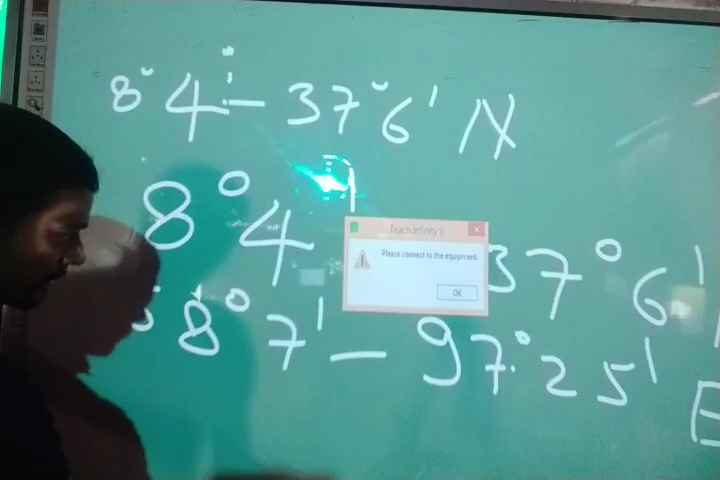 8°4' – 37°6' N
8°4' 37°6'
Teach Infinity II
Please connect to the equipment.
OK
68°7' – 97°25' E